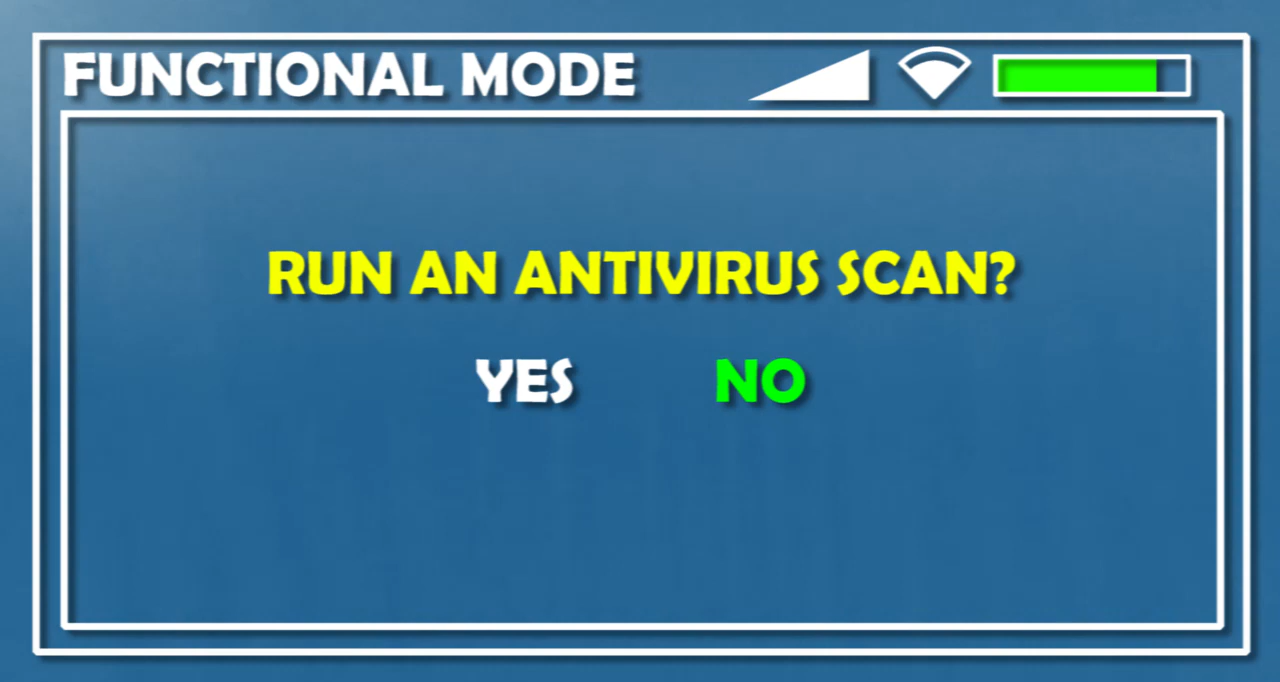 FUNCTIONAL MODE
RUN AN ANTIVIRUS SCAN?
YES NO